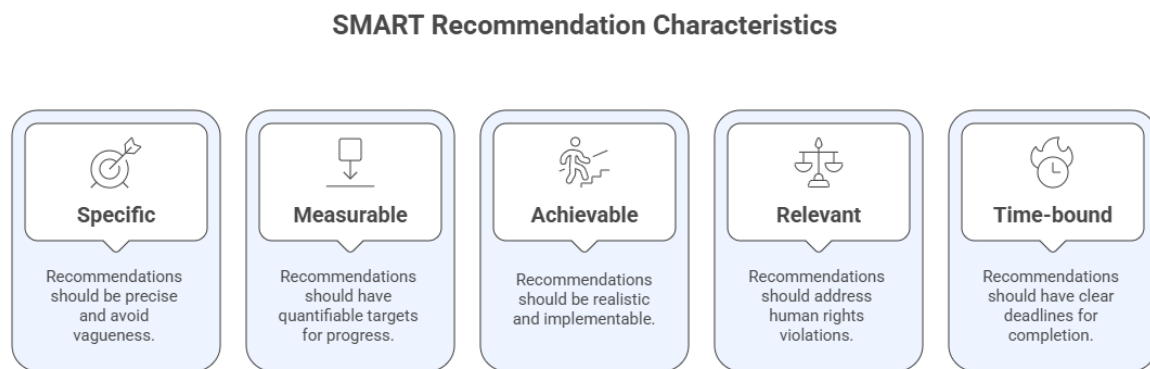 SMART Recommendation Characteristics
Specific
Recommendations
should be precise
and avoid
vagueness.
Measurable
Recommendations
should have
quantifiable targets
for progress.
Achievable
Recommendations
should be realistic
and implementable.
Relevant
Recommendations
should address
human rights
violations.
Time-bound
Recommendations
should have clear
deadlines for
completion.